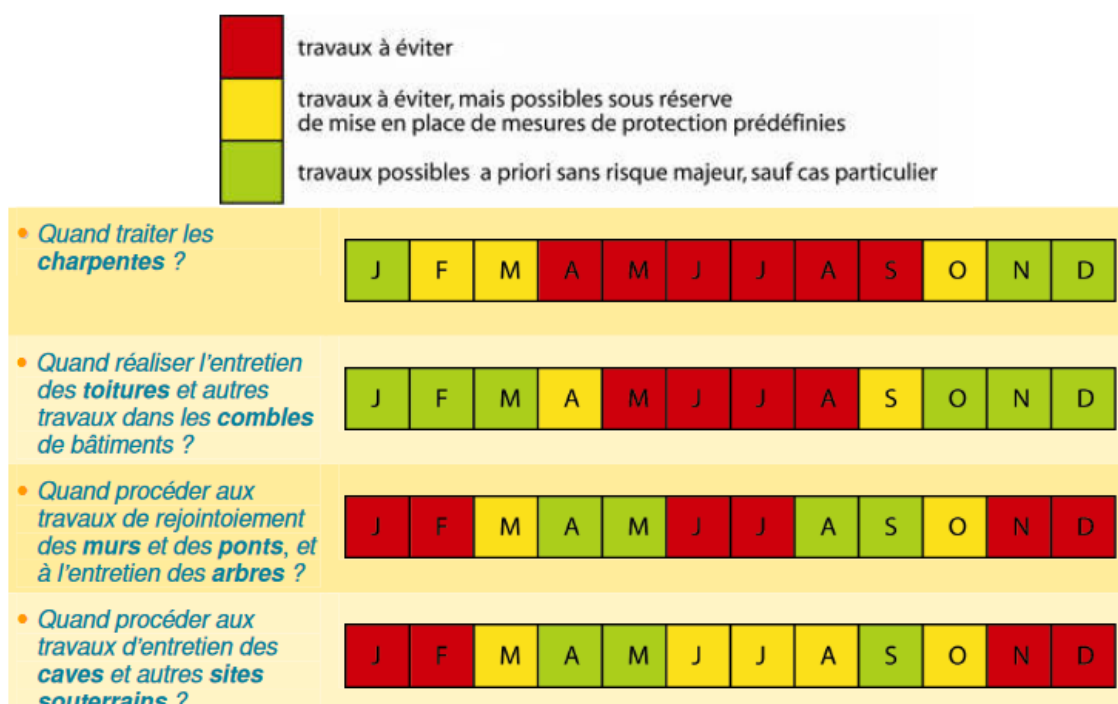 travaux à éviter
travaux à éviter, mais possibles sous réserve
de mise en place de mesures de protection prédéfinies
travaux possibles a priori sans risque majeur, sauf cas particulier
• Quand traiter les
charpentes ?
J F M A M J J A S O N D
• Quand réaliser l'entretien
des toitures et autres
travaux dans les combles
de bâtiments ?
J F M A M J J A S O N D
• Quand procéder aux
travaux de rejointoiement
des murs et des ponts, et
à l'entretien des arbres ?
J F M A M J J A S O N D
• Quand procéder aux
travaux d'entretien des
caves et autres sites
souterrains ?
J F M A M J J A S O N D